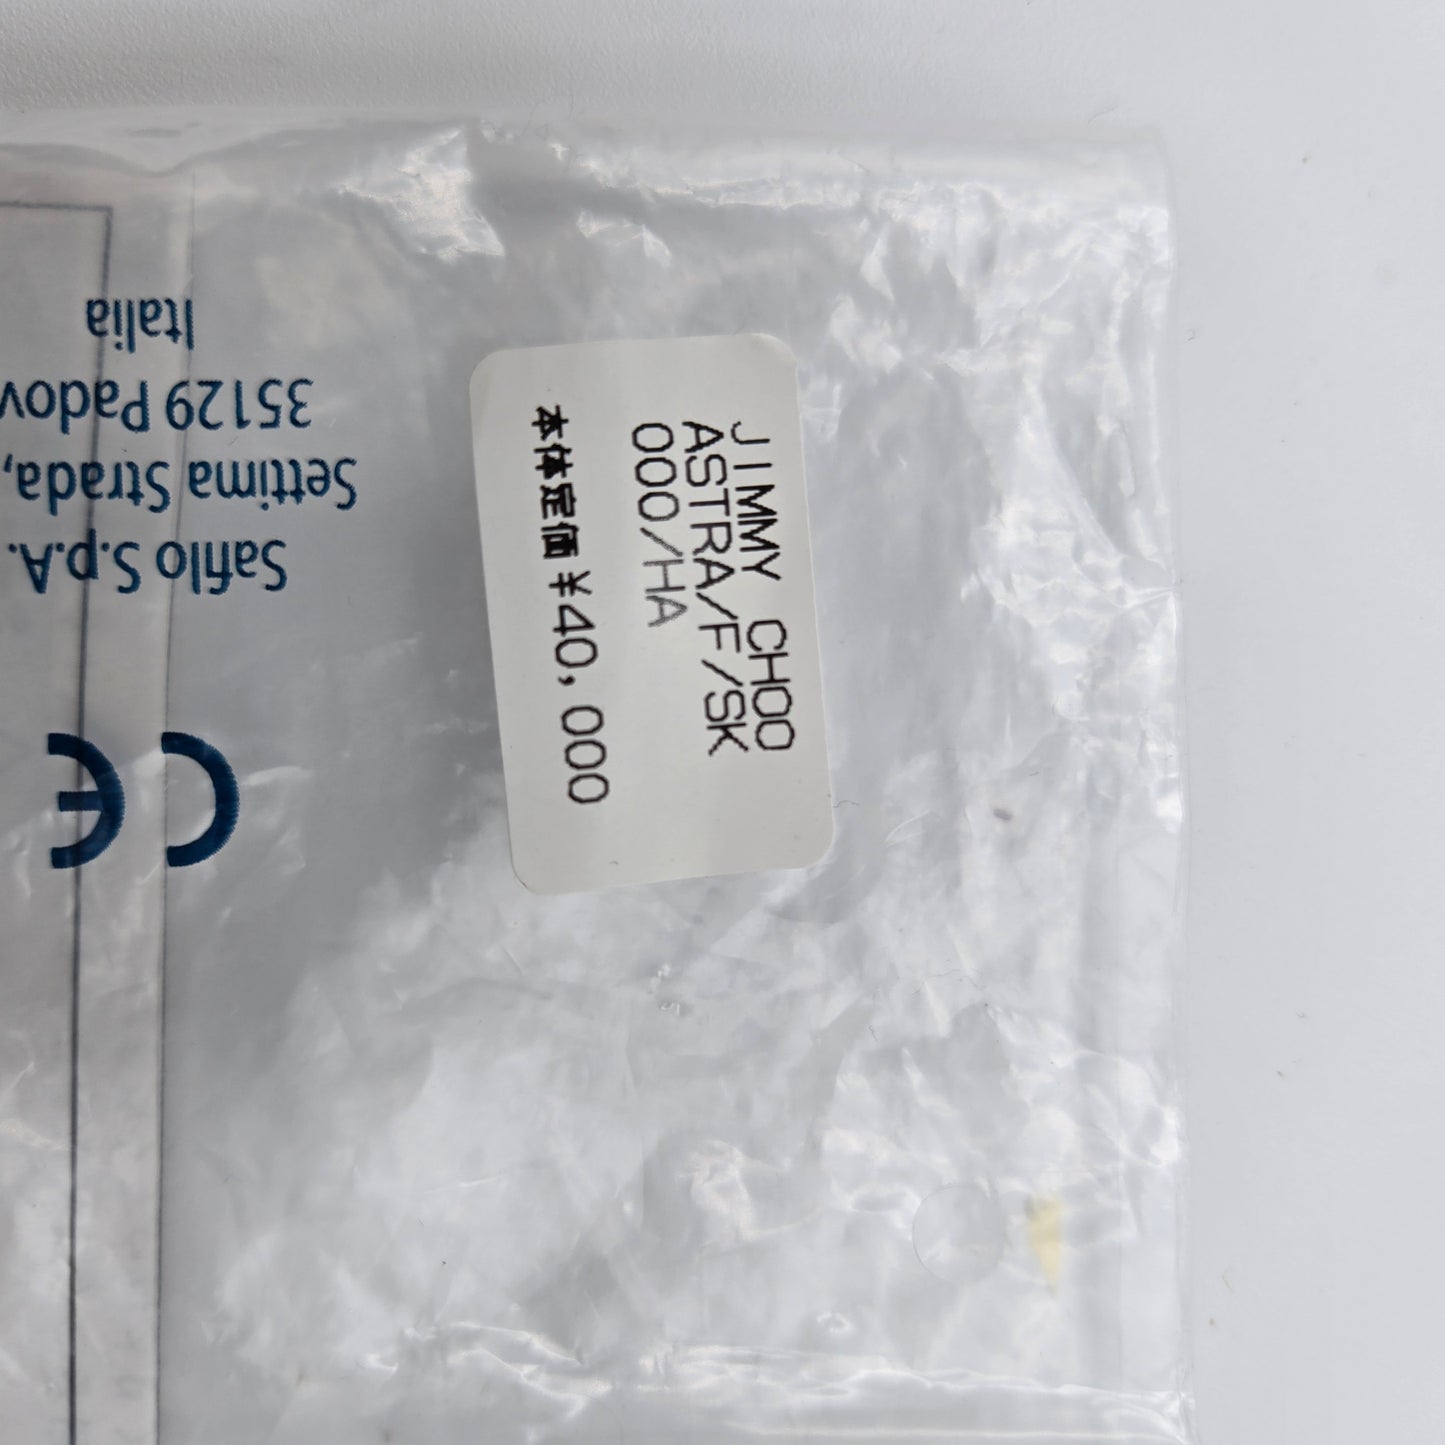 JIMMY CHOO
ASTRA/F/SK
000/HA
本体定価 ¥40,000
Safilo S.p.A.
Settima Strada,
35129 Padov
Italia
CE